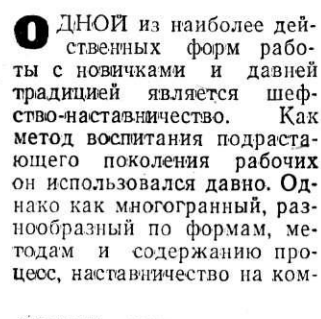 ОДНОЙ из наиболее дей-
ственных форм рабо-
ты с новичками и давней
традицией является шеф-
ство-наставничество. Как
метод воспитания подраста-
ющего поколения рабочих
он использовался давно. Од-
нако как многогранный, раз-
нообразный по формам, ме-
тодам и содержанию про-
цесс, наставничество на ком-